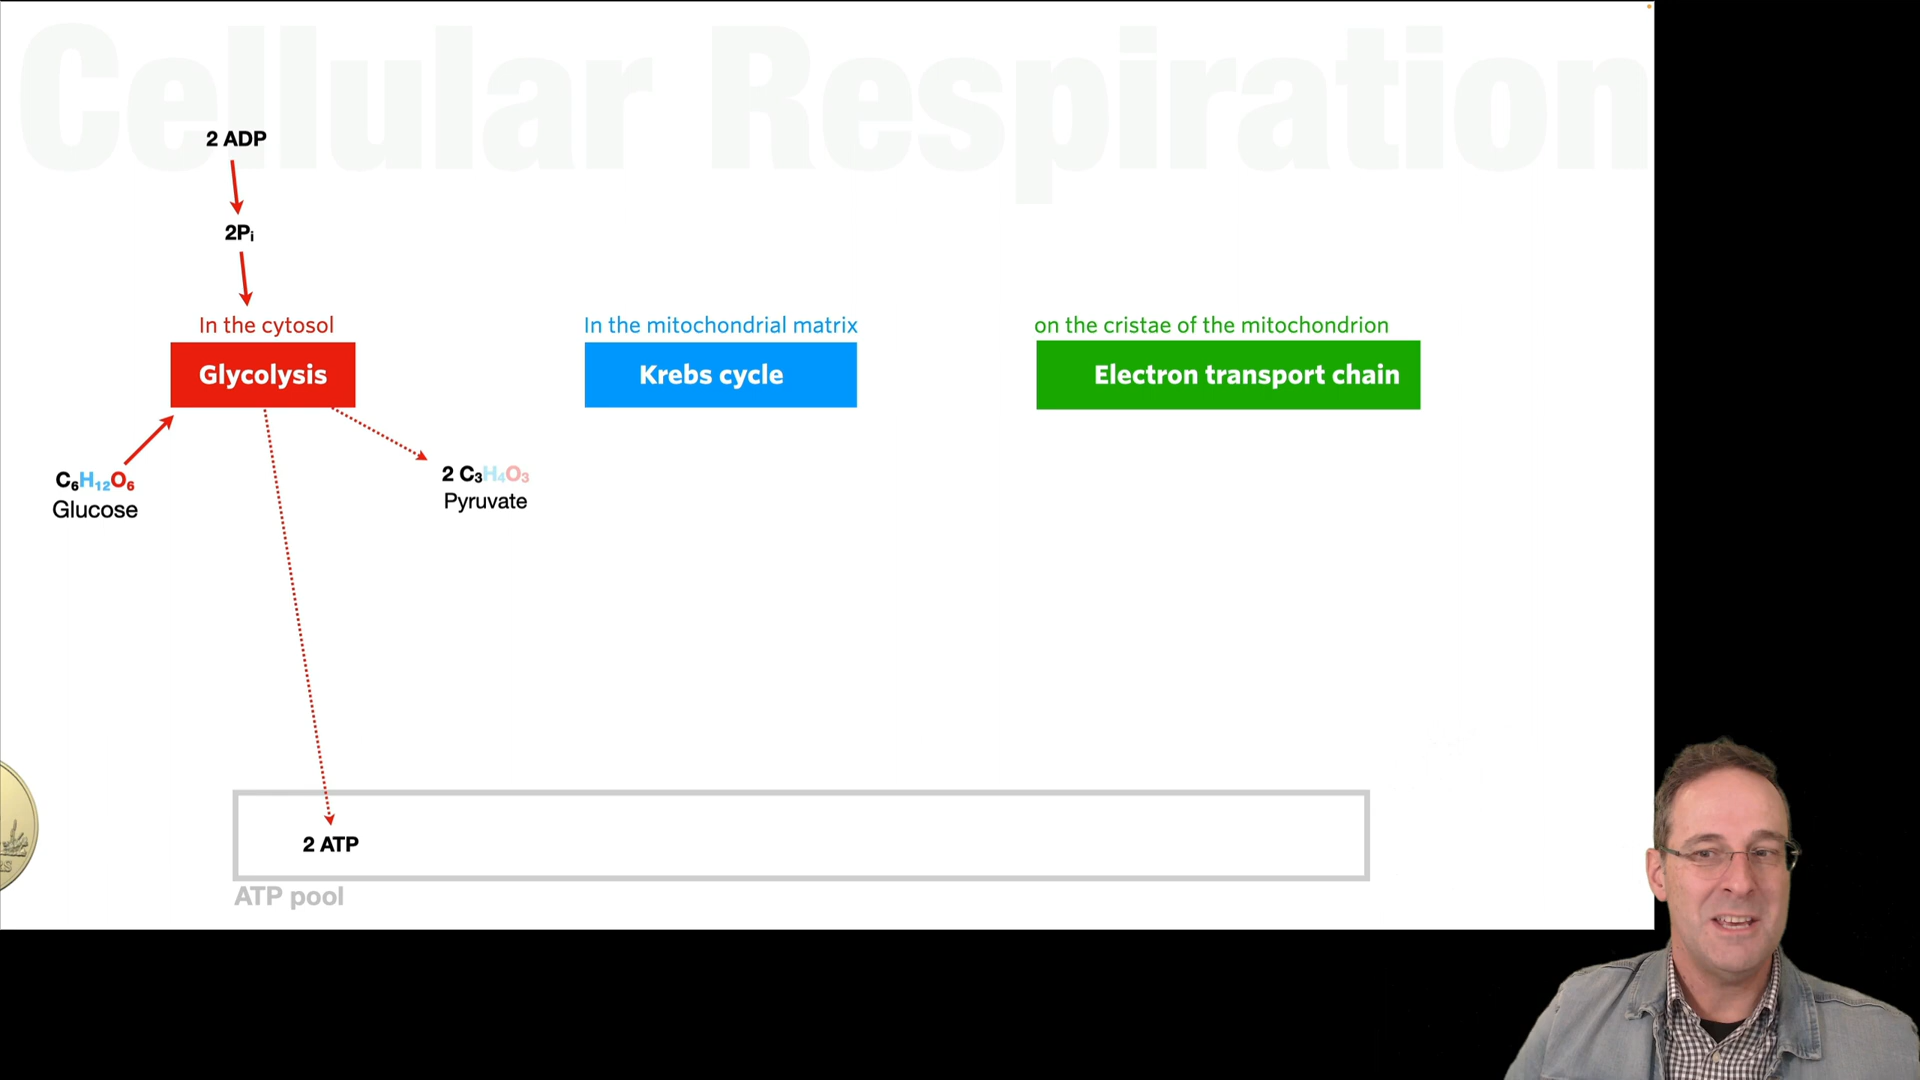 Cellular Respiration
2 ADP
2Pᵢ
In the cytosol
Glycolysis
In the mitochondrial matrix
Krebs cycle
on the cristae of the mitochondrion
Electron transport chain
C₆H₁₂O₆
Glucose
2 C₃H₄O₃
Pyruvate
2 ATP
ATP pool